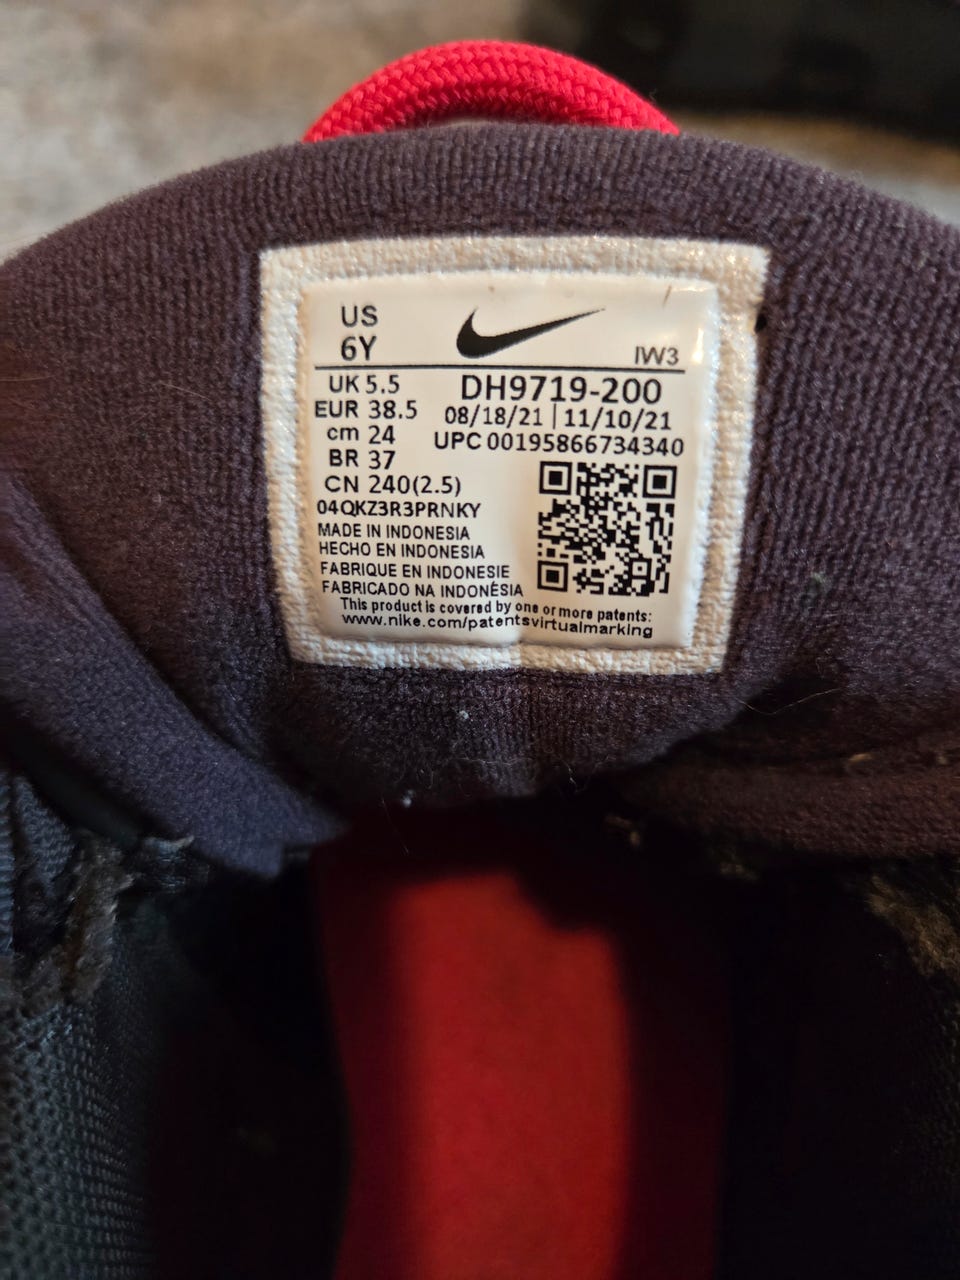 US
6Y
IW3
UK 5.5
EUR 38.5
cm 24
BR 37
CN 240(2.5)
DH9719-200
08/18/21 | 11/10/21
UPC 00195866734340
04QKZ3R3PRNKY
MADE IN INDONESIA
HECHO EN INDONESIA
FABRIQUE EN INDONESIE
FABRICADO NA INDONÉSIA
This product is covered by one or more patents:
www.nike.com/patentsvirtualmarking